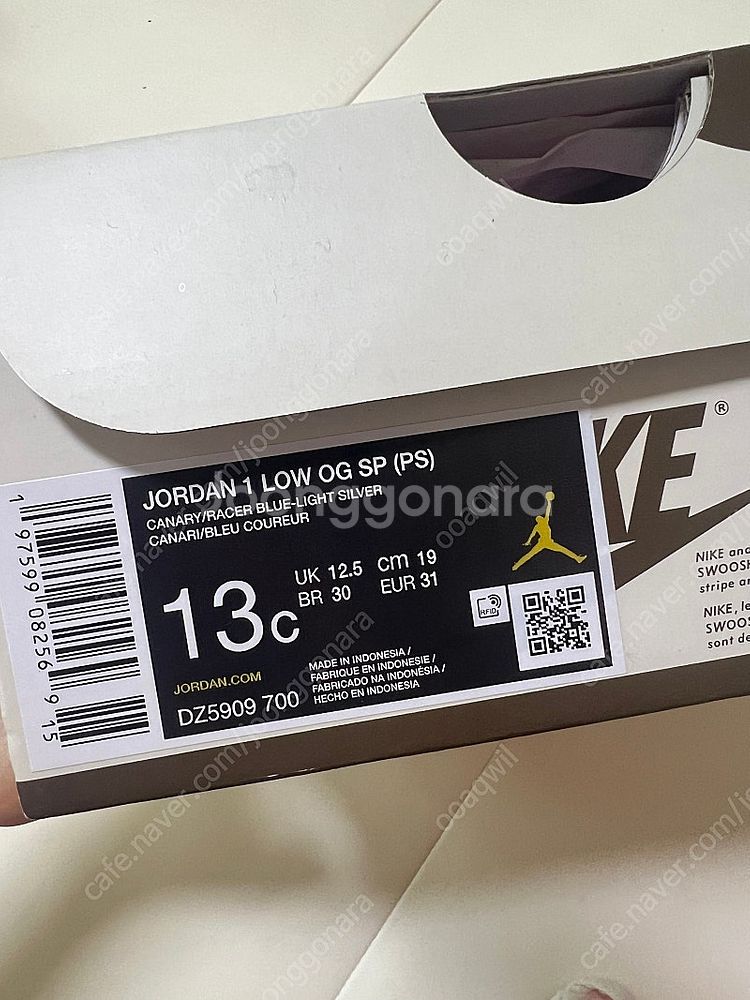 KE®
NIKE and
SWOOSH
stripe a
NIKE, le
SWOOS
sont de
JORDAN 1 LOW OG SP (PS)
CANARY/RACER BLUE-LIGHT SILVER
CANARI/BLEU COUREUR
13C
UK 12.5 cm 19
BR 30 EUR 31
RFID
JORDAN.COM
DZ5909 700
MADE IN INDONESIA /
FABRIQUE EN INDONESIE /
FABRICADO NA INDONÉSIA /
HECHO EN INDONESIA
1 97599 08256 9 15
joonggonara
cafe.naver.com/joonggonara
ooaqwil